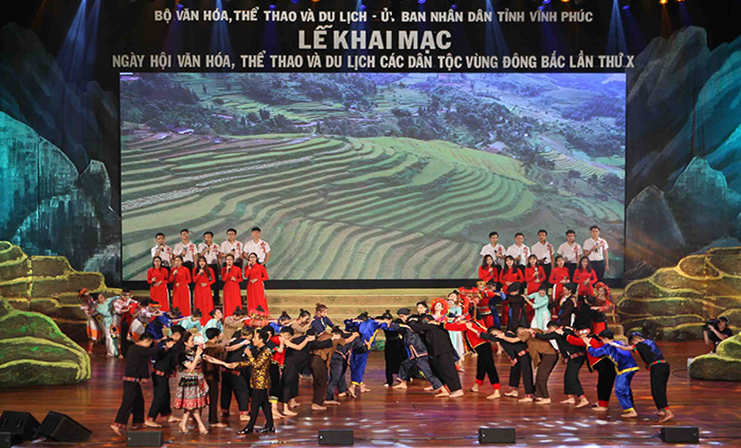 BỘ VĂN HÓA, THỂ THAO VÀ DU LỊCH - Ủ. BAN NHÂN DÂN TỈNH VĨNH PHÚC
LỄ KHAI MẠC
NGÀY HỘI VĂN HÓA, THỂ THAO VÀ DU LỊCH CÁC DÂN TỘC VÙNG ĐÔNG BẮC LẦN THỨ X